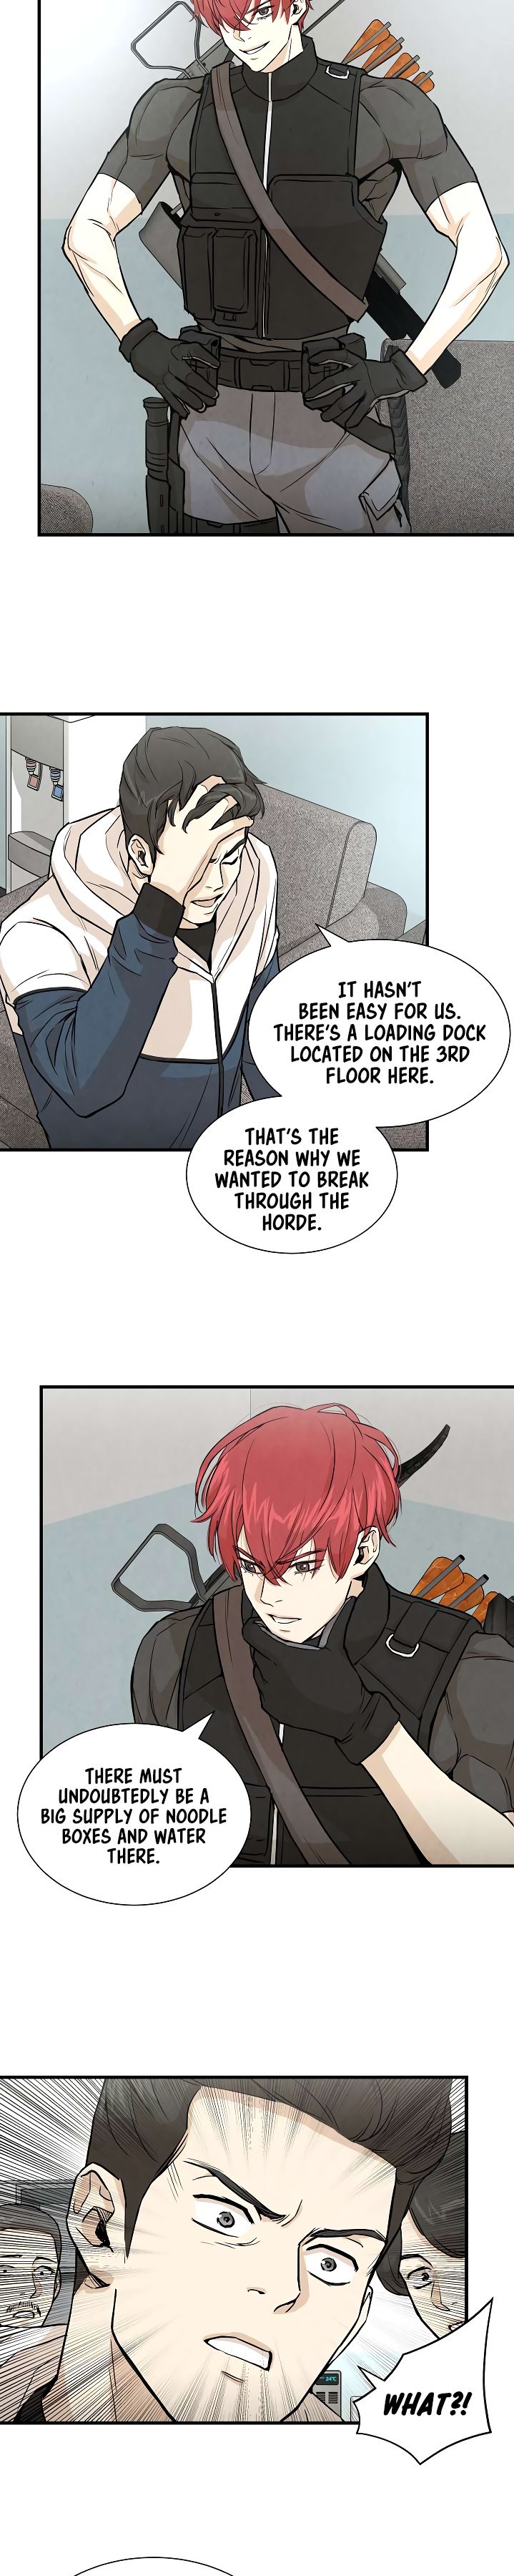 IT HASN'T
BEEN EASY FOR US.
THERE'S A LOADING DOCK
LOCATED ON THE 3RD
FLOOR HERE.
THAT'S THE
REASON WHY WE
WANTED TO BREAK
THROUGH THE
HORDE.
THERE MUST
UNDOUBTEDLY BE A
BIG SUPPLY OF NOODLE
BOXES AND WATER
THERE.
24℃
WHAT?!